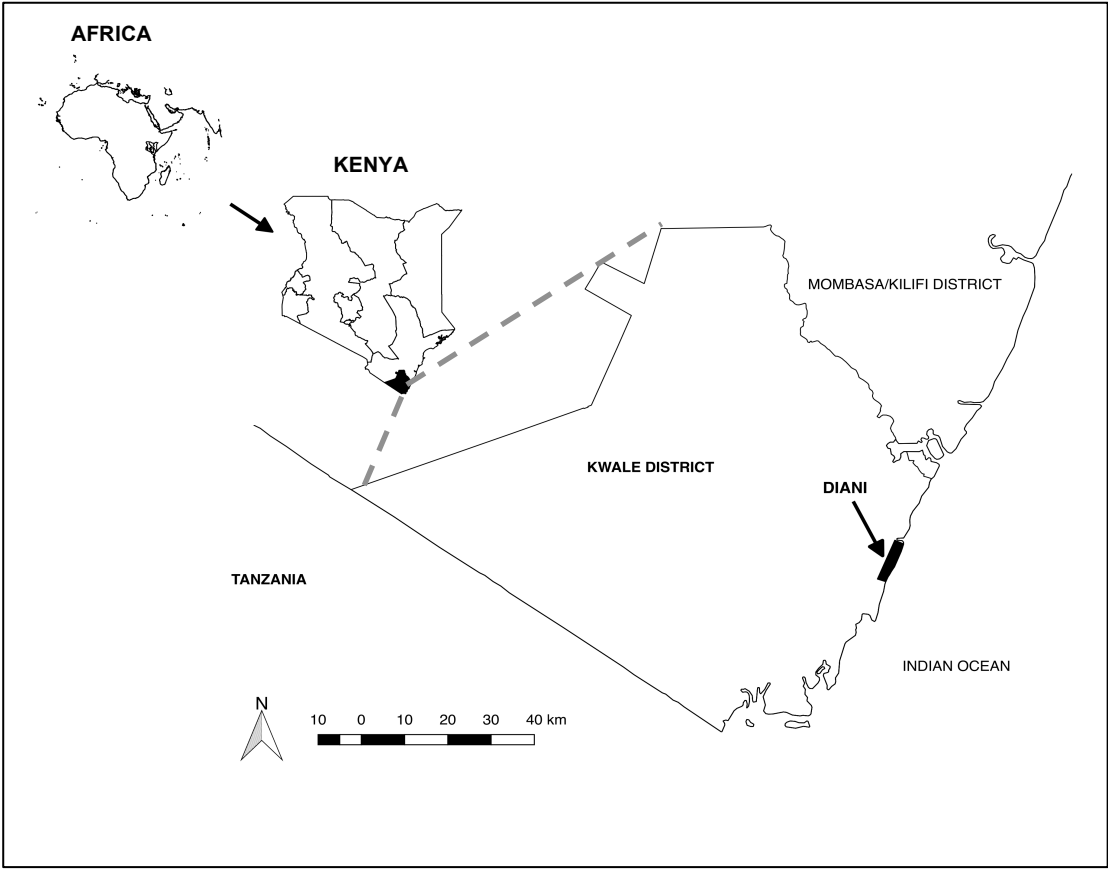 AFRICA
KENYA
MOMBASA/KILIFI DISTRICT
KWALE DISTRICT
DIANI
TANZANIA
INDIAN OCEAN
N
10 0 10 20 30 40 km